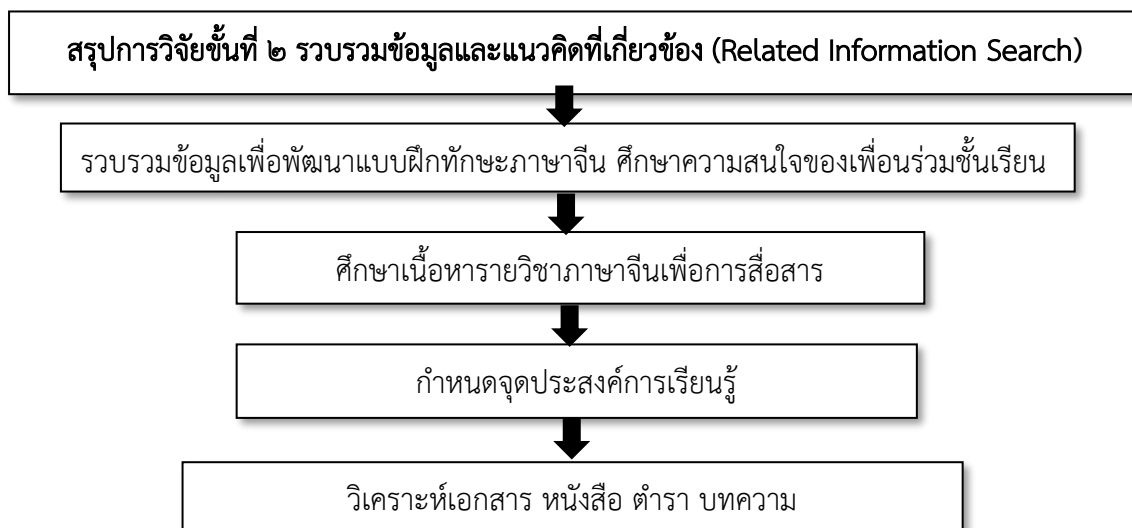 สรุปการวิจัยขั้นที่ ๒ รวบรวมข้อมูลและแนวคิดที่เกี่ยวข้อง (Related Information Search)
รวบรวมข้อมูลเพื่อพัฒนาแบบฝึกทักษะภาษาจีน ศึกษาความสนใจของเพื่อนร่วมชั้นเรียน
ศึกษาเนื้อหารายวิชาภาษาจีนเพื่อการสื่อสาร
กำหนดจุดประสงค์การเรียนรู้
วิเคราะห์เอกสาร หนังสือ ตำรา บทความ